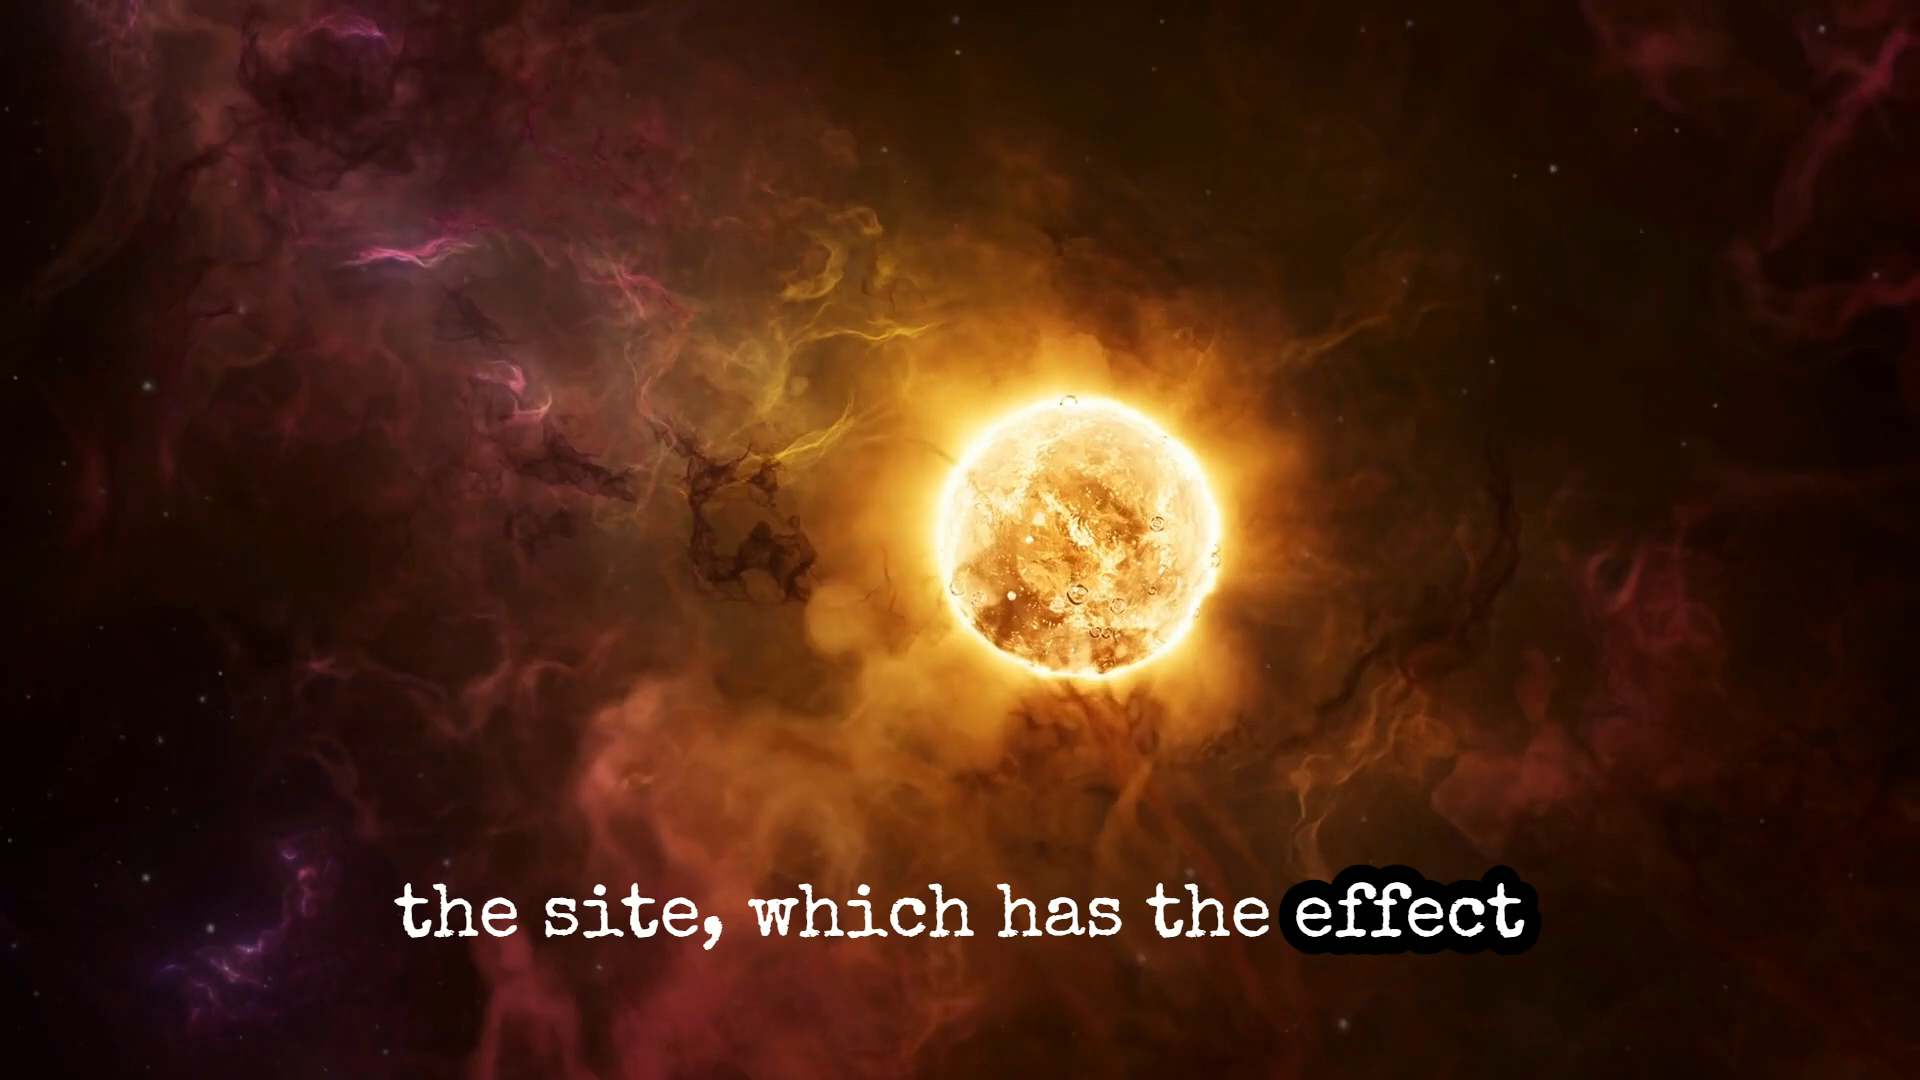 the site, which has the effect